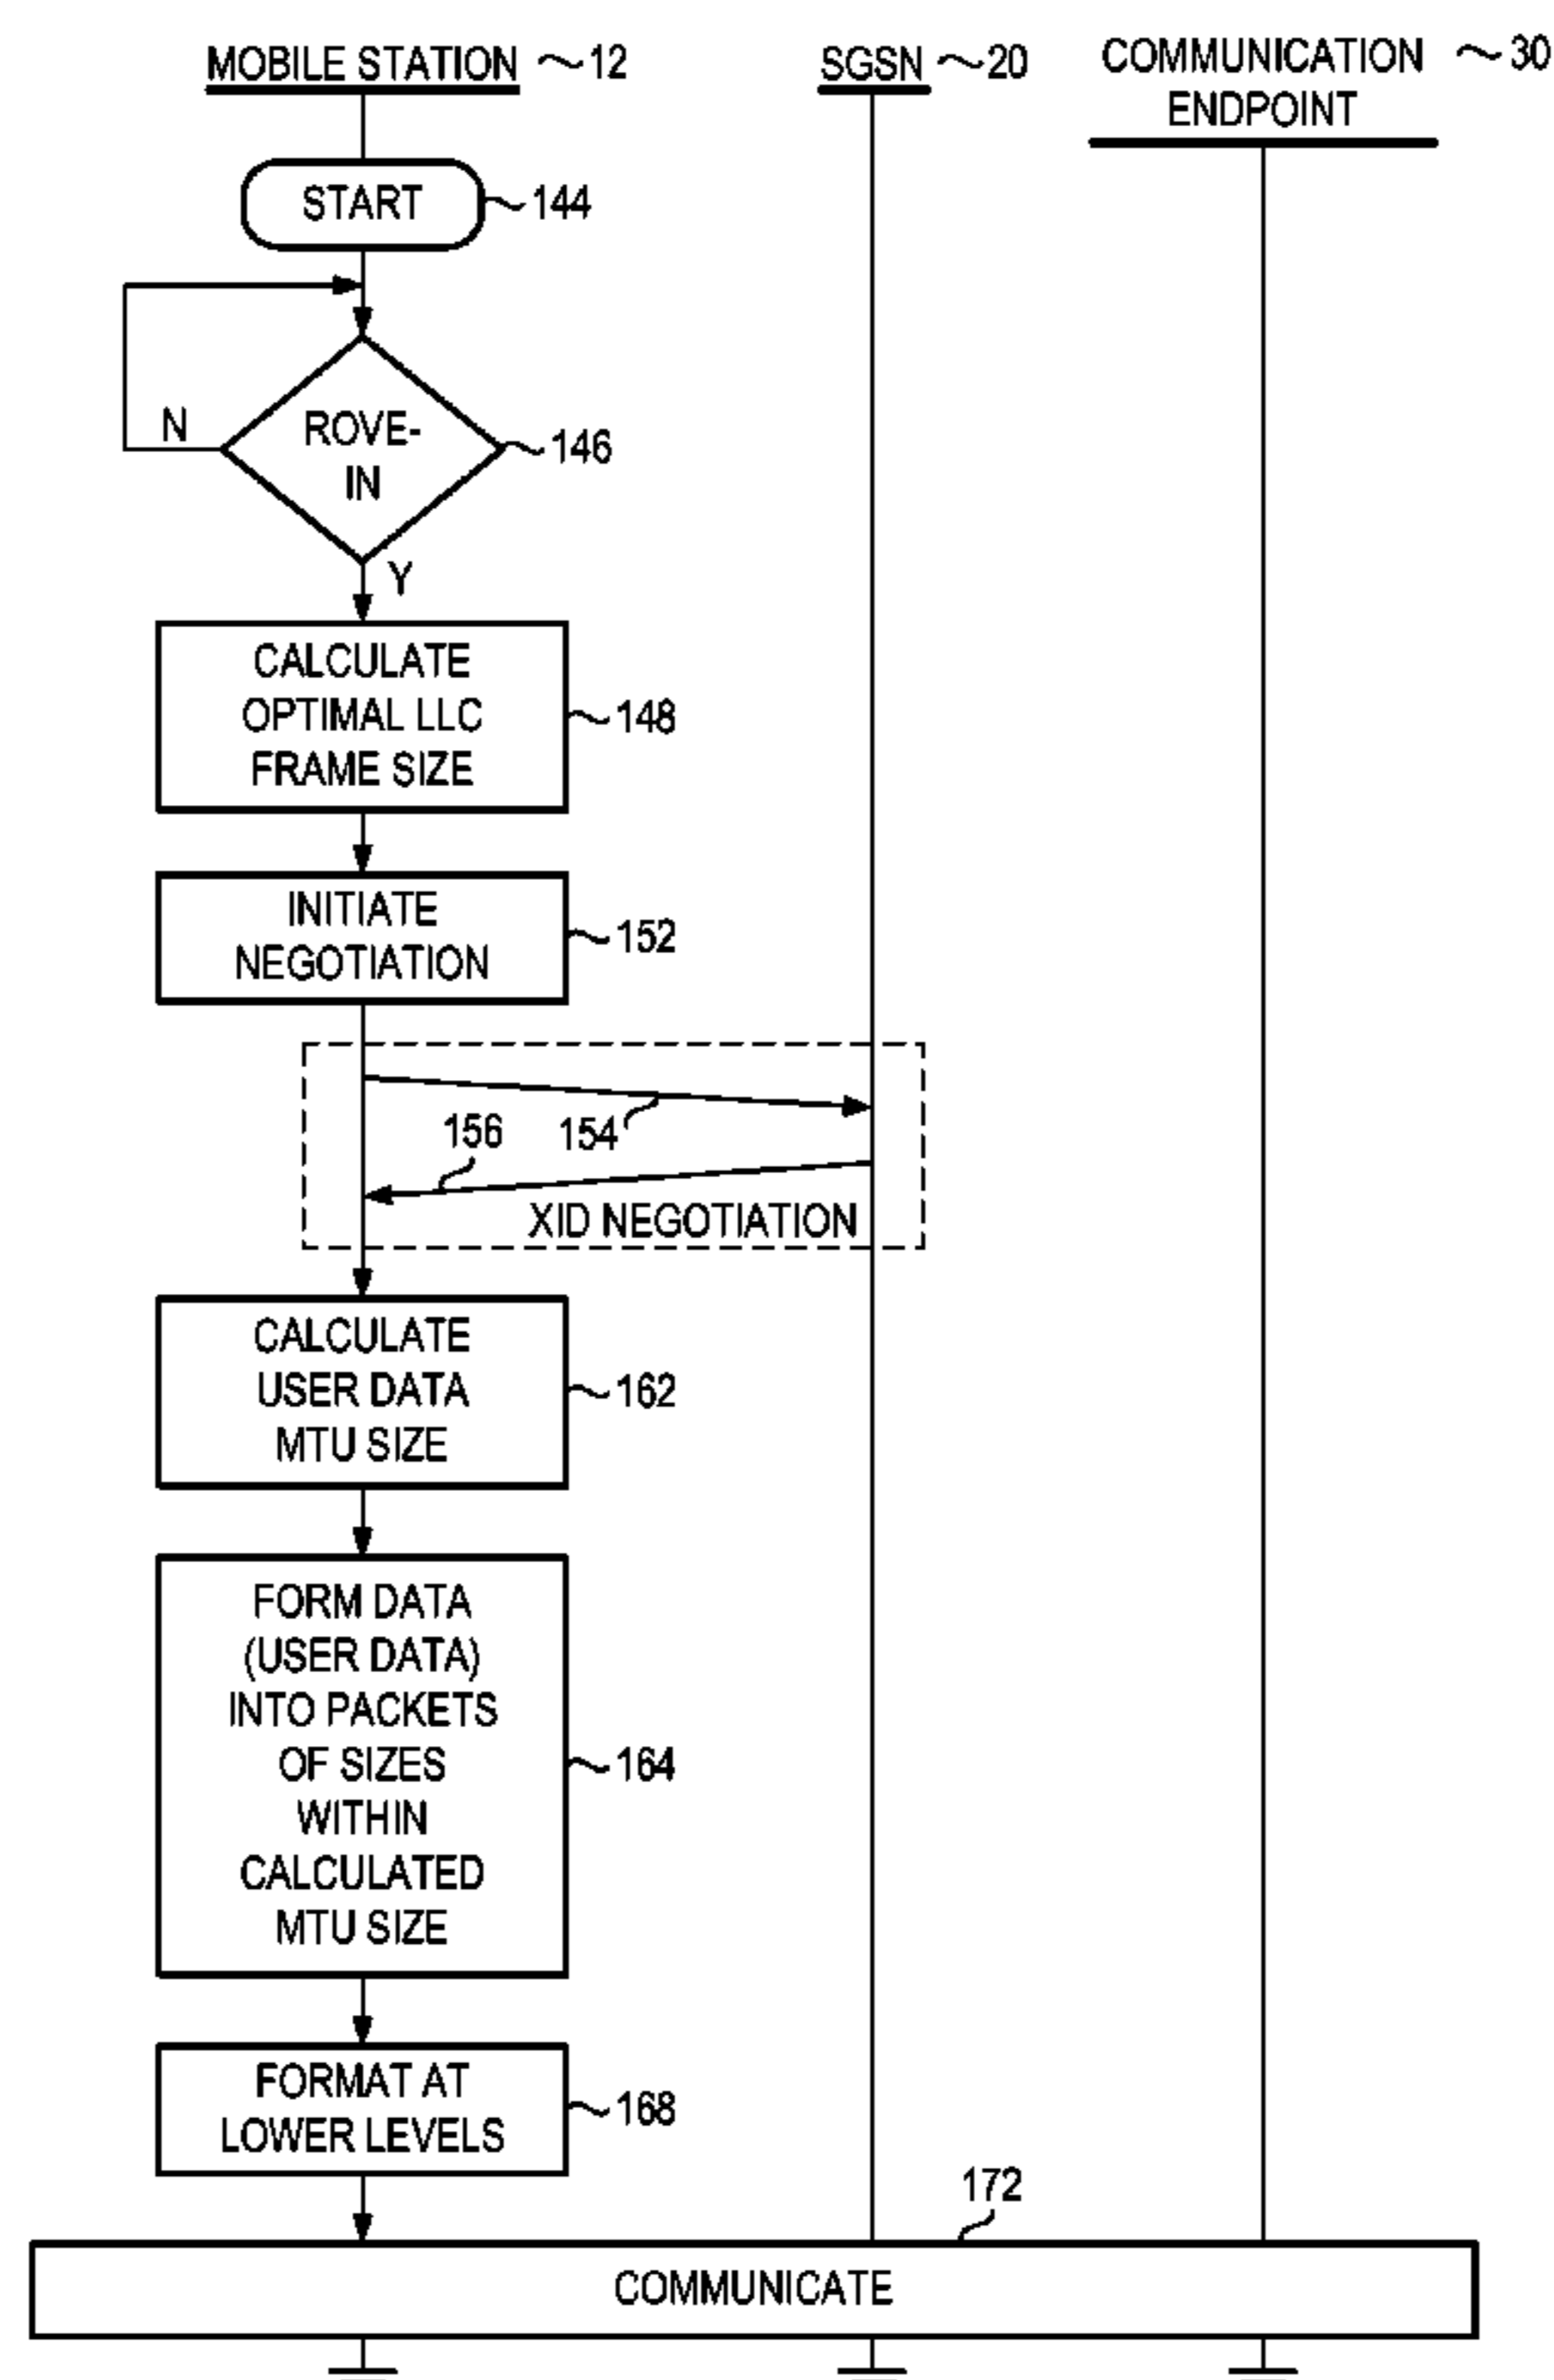 MOBILE STATION 12
SGSN 20
COMMUNICATION 30
ENDPOINT
START 144
ROVE-
IN
146
N
Y
CALCULATE
OPTIMAL LLC
FRAME SIZE
148
INITIATE
NEGOTIATION
152
154
156
XID NEGOTIATION
CALCULATE
USER DATA
MTU SIZE
162
FORM DATA
(USER DATA)
INTO PACKETS
OF SIZES
WITHIN
CALCULATED
MTU SIZE
164
FORMAT AT
LOWER LEVELS
168
172
COMMUNICATE